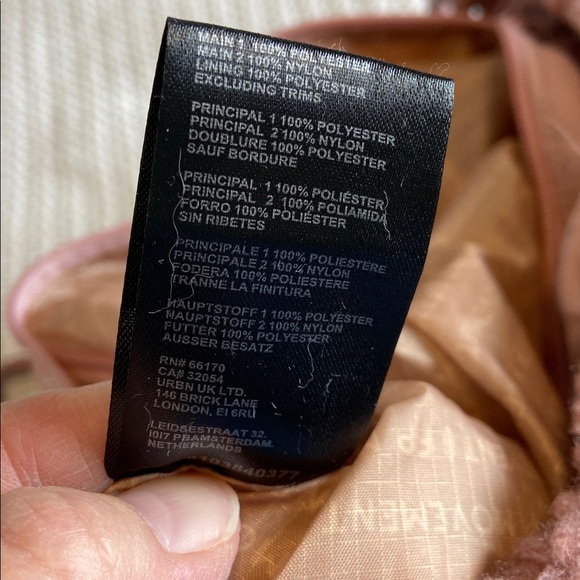 MAIN 1 100% POLYESTER
MAIN 2 100% NYLON
LINING 100% POLYESTER
EXCLUDING TRIMS
PRINCIPAL 1 100% POLYESTER
PRINCIPAL 2 100% NYLON
DOUBLURE 100% POLYESTER
SAUF BORDURE
PRINCIPAL 1 100% POLIÉSTER
PRINCIPAL 2 100% POLIAMIDA
FORRO 100% POLIÉSTER
SIN RIBETES
PRINCIPALE 1 100% POLIESTERE
PRINCIPALE 2 100% NYLON
FODERA 100% POLIESTERE
TRANNE LA FINITURA
HAUPTSTOFF 1 100% POLYESTER
HAUPTSTOFF 2 100% NYLON
FUTTER 100% POLYESTER
AUSSER BESATZ
RN# 66170
CA# 32054
URBN UK LTD.
146 BRICK LANE
LONDON, E1 6RU
LEIDSESTRAAT 32,
1017 PBAMSTERDAM.
NETHERLANDS
MOVEMENT